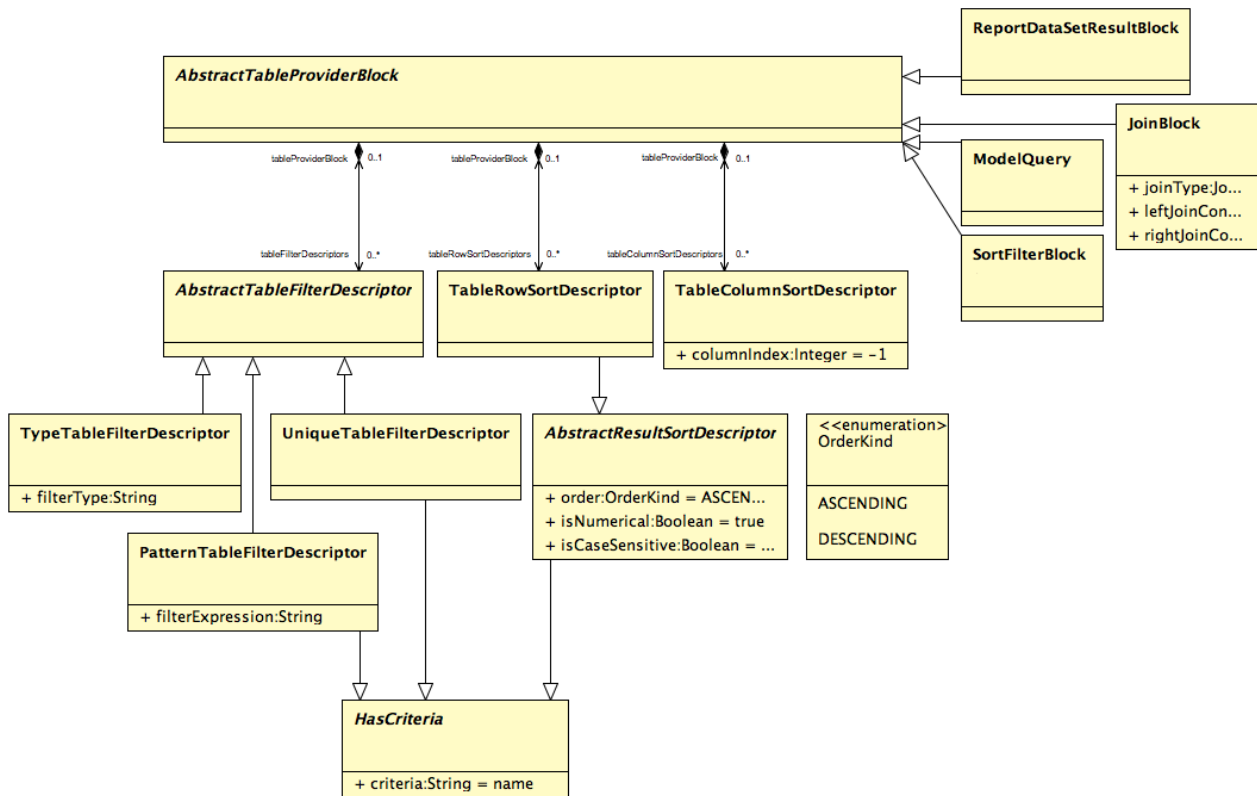 ReportDataSetResultBlock
AbstractTableProviderBlock
JoinBlock
+ joinType:Jo...
+ leftJoinCon...
+ rightJoinCo...
ModelQuery
SortFilterBlock
tableProviderBlock 0..1
tableProviderBlock 0..1
tableProviderBlock 0..1
tableFilterDescriptors 0..*
tableRowSortDescriptors 0..*
tableColumnSortDescriptors 0..*
AbstractTableFilterDescriptor
TableRowSortDescriptor
TableColumnSortDescriptor
+ columnIndex:Integer = -1
TypeTableFilterDescriptor
+ filterType:String
UniqueTableFilterDescriptor
AbstractResultSortDescriptor
+ order:OrderKind = ASCEN...
+ isNumerical:Boolean = true
+ isCaseSensitive:Boolean = ...
<<enumeration>
OrderKind
ASCENDING
DESCENDING
PatternTableFilterDescriptor
+ filterExpression:String
HasCriteria
+ criteria:String = name